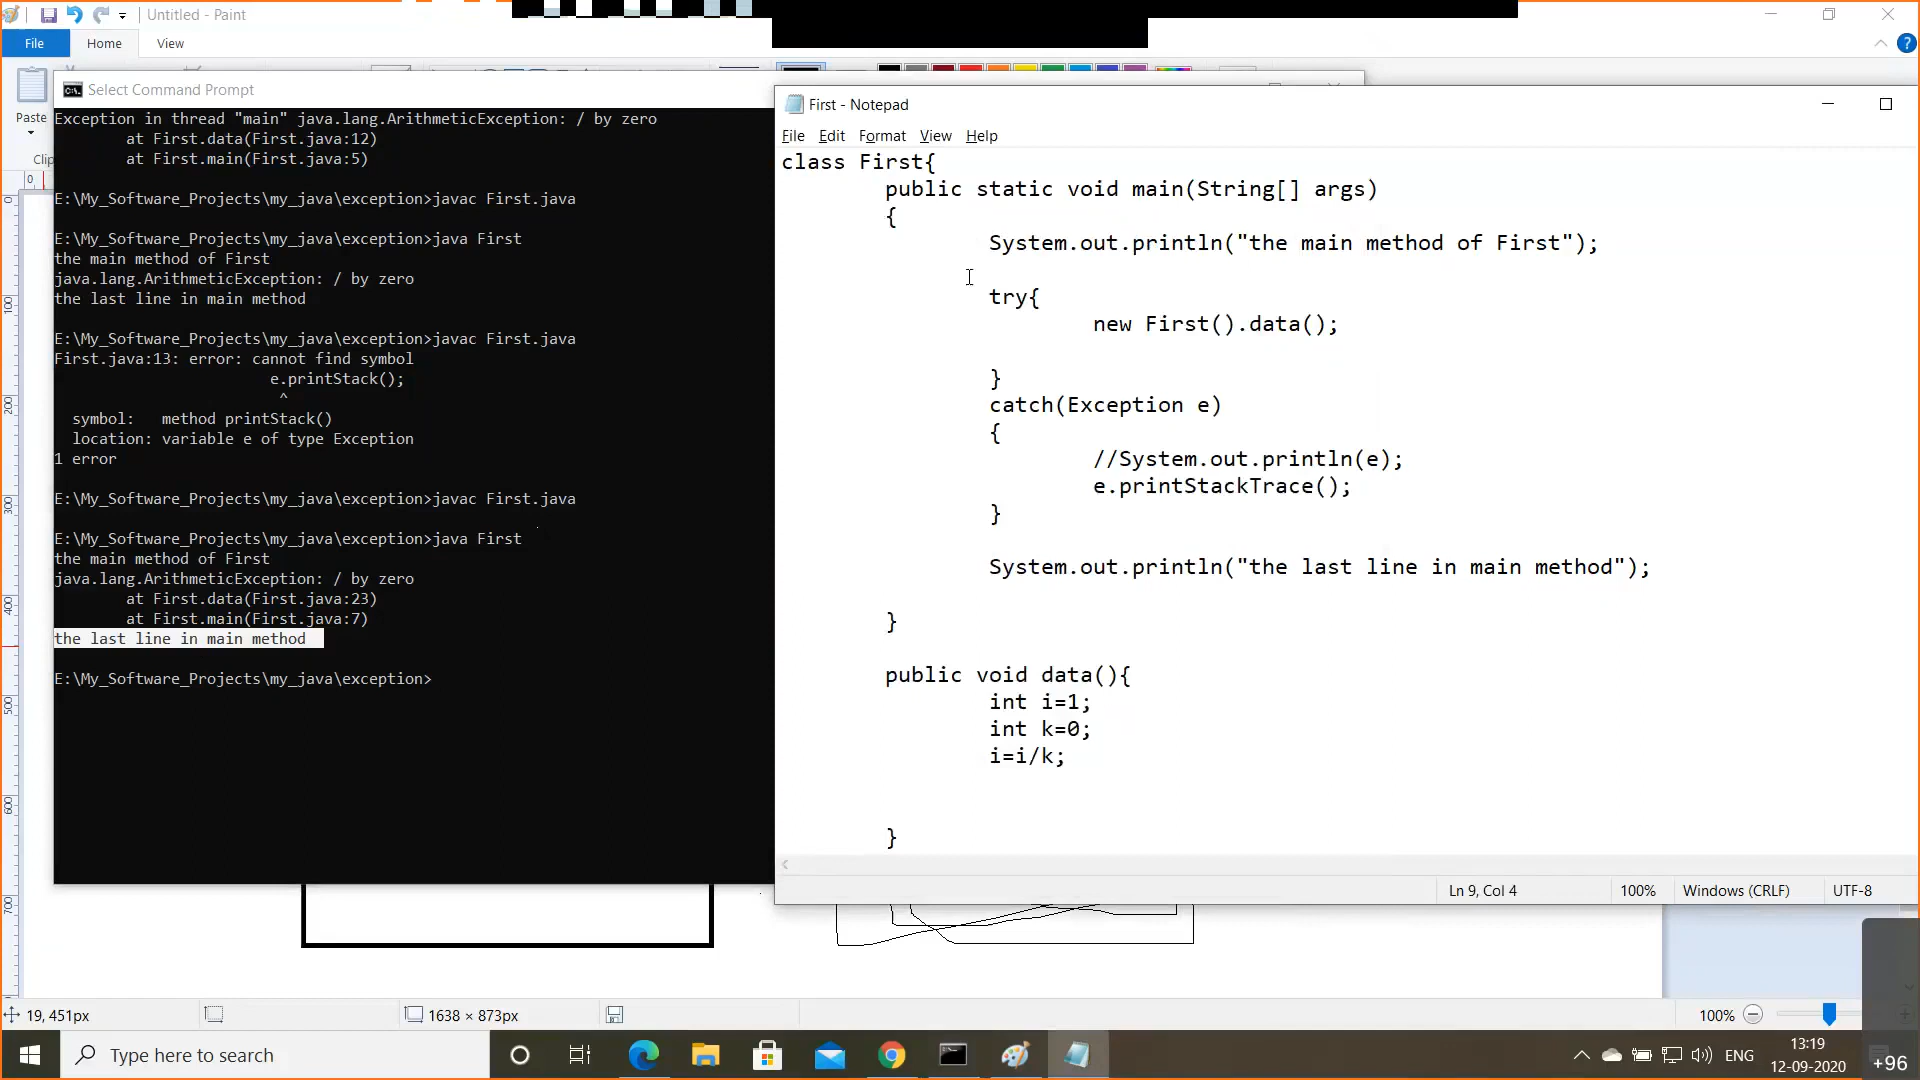 Untitled - Paint
File
Home
View
Paste
Select Command Prompt
Exception in thread "main" java.lang.ArithmeticException: / by zero
at First.data(First.java:12)
at First.main(First.java:5)
E:\My_Software_Projects\my_java\exception>javac First.java
E:\My_Software_Projects\my_java\exception>java First
the main method of First
java.lang.ArithmeticException: / by zero
the last line in main method
E:\My_Software_Projects\my_java\exception>javac First.java
First.java:13: error: cannot find symbol
e.printStack();
^
symbol:   method printStack()
location: variable e of type Exception
1 error
E:\My_Software_Projects\my_java\exception>javac First.java
E:\My_Software_Projects\my_java\exception>java First
the main method of First
java.lang.ArithmeticException: / by zero
at First.data(First.java:23)
at First.main(First.java:7)
the last line in main method
E:\My_Software_Projects\my_java\exception>
First - Notepad
File Edit Format View Help
class First{
public static void main(String[] args)
{
System.out.println("the main method of First");
try{
new First().data();
}
catch(Exception e)
{
//System.out.println(e);
e.printStackTrace();
}
System.out.println("the last line in main method");
}
public void data(){
int i=1;
int k=0;
i=i/k;
}
Ln 9, Col 4
100%
Windows (CRLF)
UTF-8
19, 451px
1638 × 873px
100%
Type here to search
ENG
13:19
12-09-2020
+96